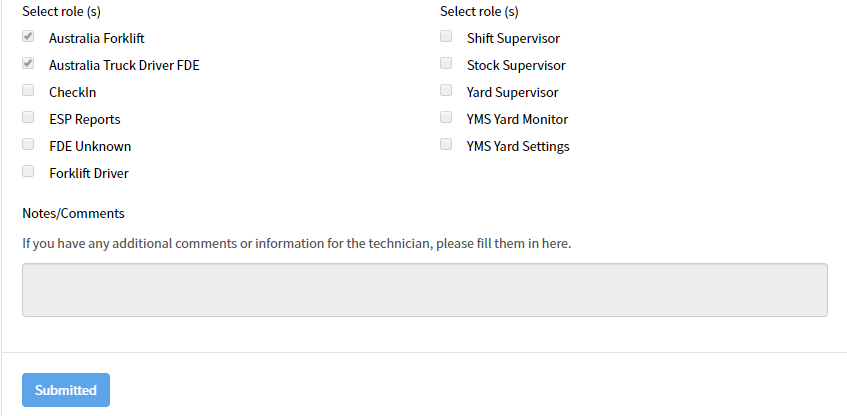 Select role (s)
Australia Forklift
Australia Truck Driver FDE
CheckIn
ESP Reports
FDE Unknown
Forklift Driver
Select role (s)
Shift Supervisor
Stock Supervisor
Yard Supervisor
YMS Yard Monitor
YMS Yard Settings
Notes/Comments
If you have any additional comments or information for the technician, please fill them in here.
Submitted